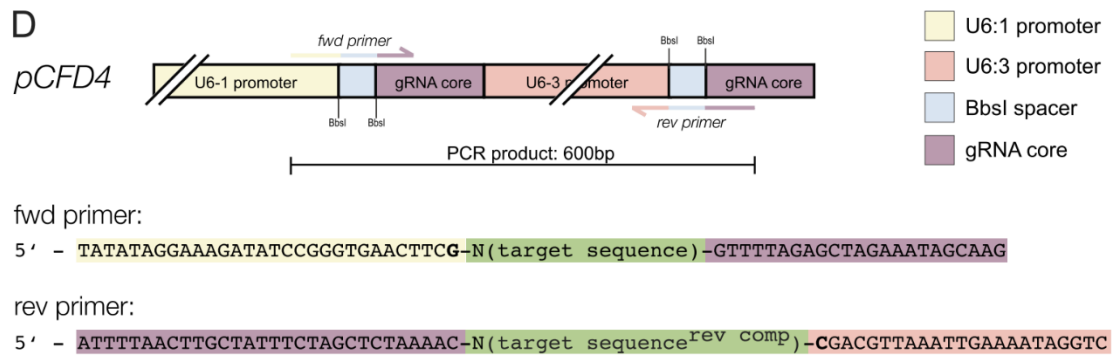 D
fwd primer
BbsI
BbsI
U6:1 promoter
pCFD4
U6-1 promoter
gRNA core
U6-3 promoter
gRNA core
U6:3 promoter
BbsI
BbsI
rev primer
BbsI spacer
PCR product: 600bp
gRNA core
fwd primer:
5‘ - TATATAGGAAAGATATCCGGGTGAACTTCG-N(target sequence)-GTTTTAGAGCTAGAAATAGCAAG
rev primer:
5‘ - ATTTTAACTTGCTATTTCTAGCTCTAAAAC-N(target sequence rev comp)-CGACGTTAAATTGAAAATAGGTC